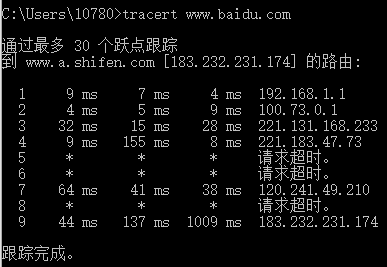 C:\Users\10780>tracert www.baidu.com
通过最多 30 个跃点跟踪
到 www.a.shifen.com [183.232.231.174] 的路由:
1 9 ms 7 ms 4 ms 192.168.1.1
2 4 ms 5 ms 9 ms 100.73.0.1
3 32 ms 15 ms 28 ms 221.131.168.233
4 9 ms 155 ms 8 ms 221.183.47.73
5 * * * 请求超时。
6 * * * 请求超时。
7 64 ms 41 ms 38 ms 120.241.49.210
8 * * * 请求超时。
9 44 ms 137 ms 1009 ms 183.232.231.174
跟踪完成。